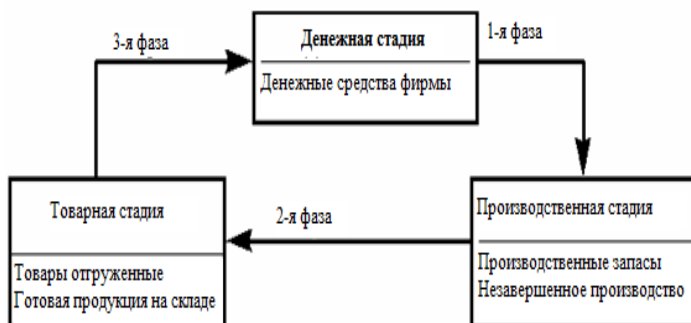 3-я фаза
Денежная стадия
1-я фаза
Денежные средства фирмы
Товарная стадия
2-я фаза
Производственная стадия
Товары отгруженные
Готовая продукция на складе
Производственные запасы
Незавершенное производство